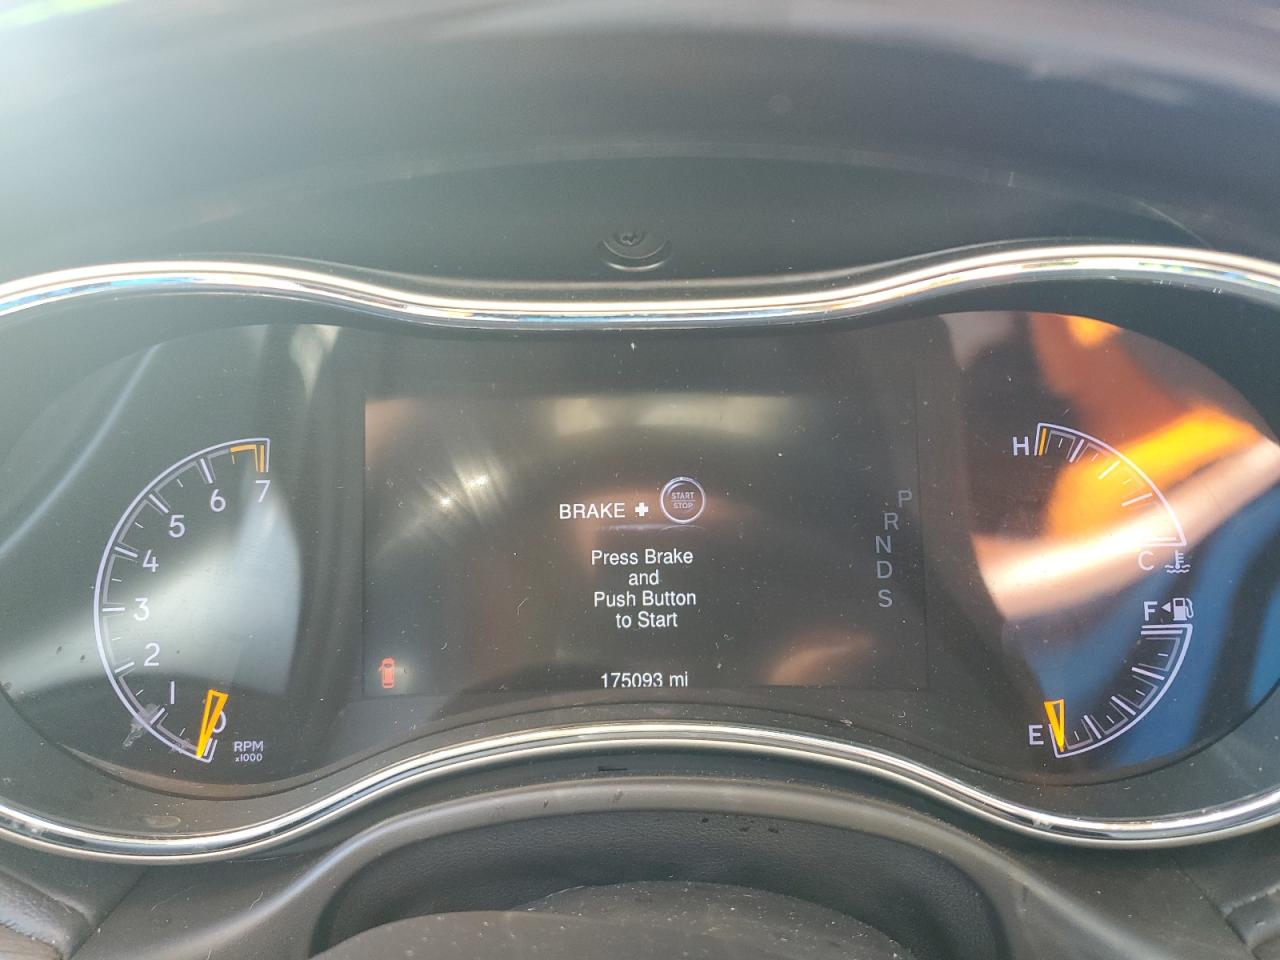 7
6
5
4
3
2
1
0
RPM
x1000
BRAKE + START
STOP
Press Brake
and
Push Button
to Start
175093 mi
P
R
N
D
S
H
C
F
E